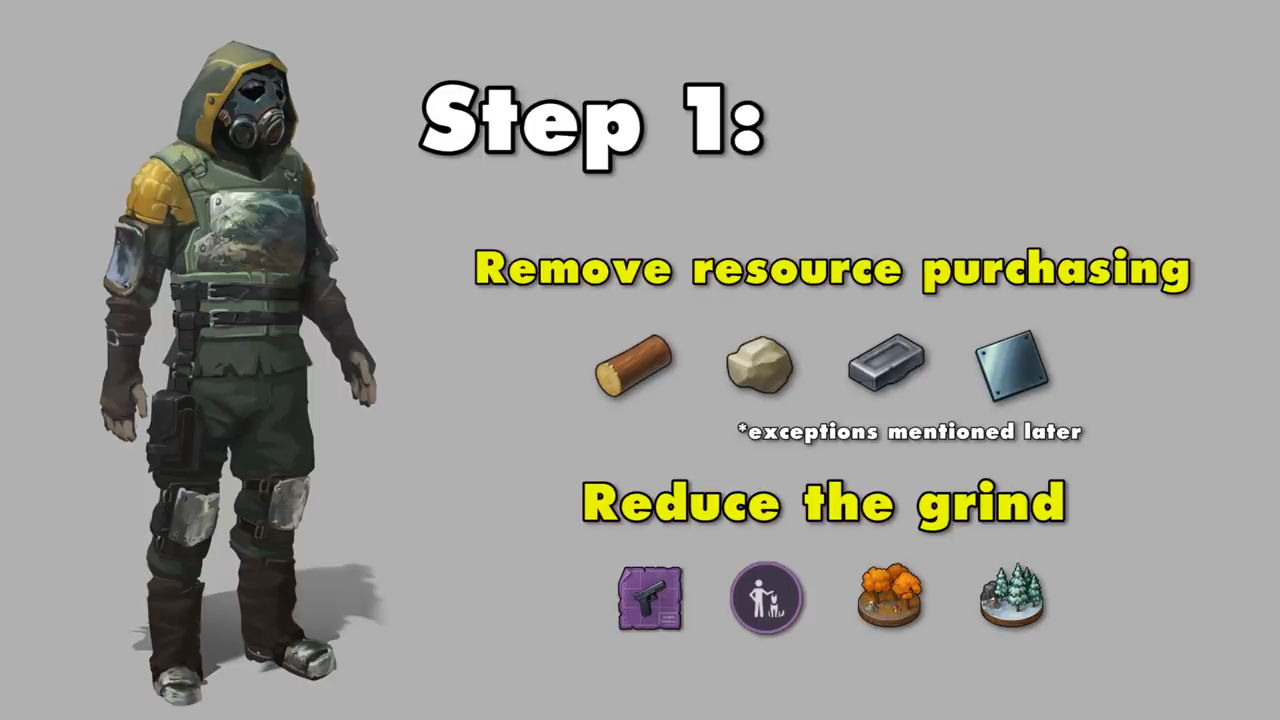 Step 1:
Remove resource purchasing
*exceptions mentioned later
Reduce the grind